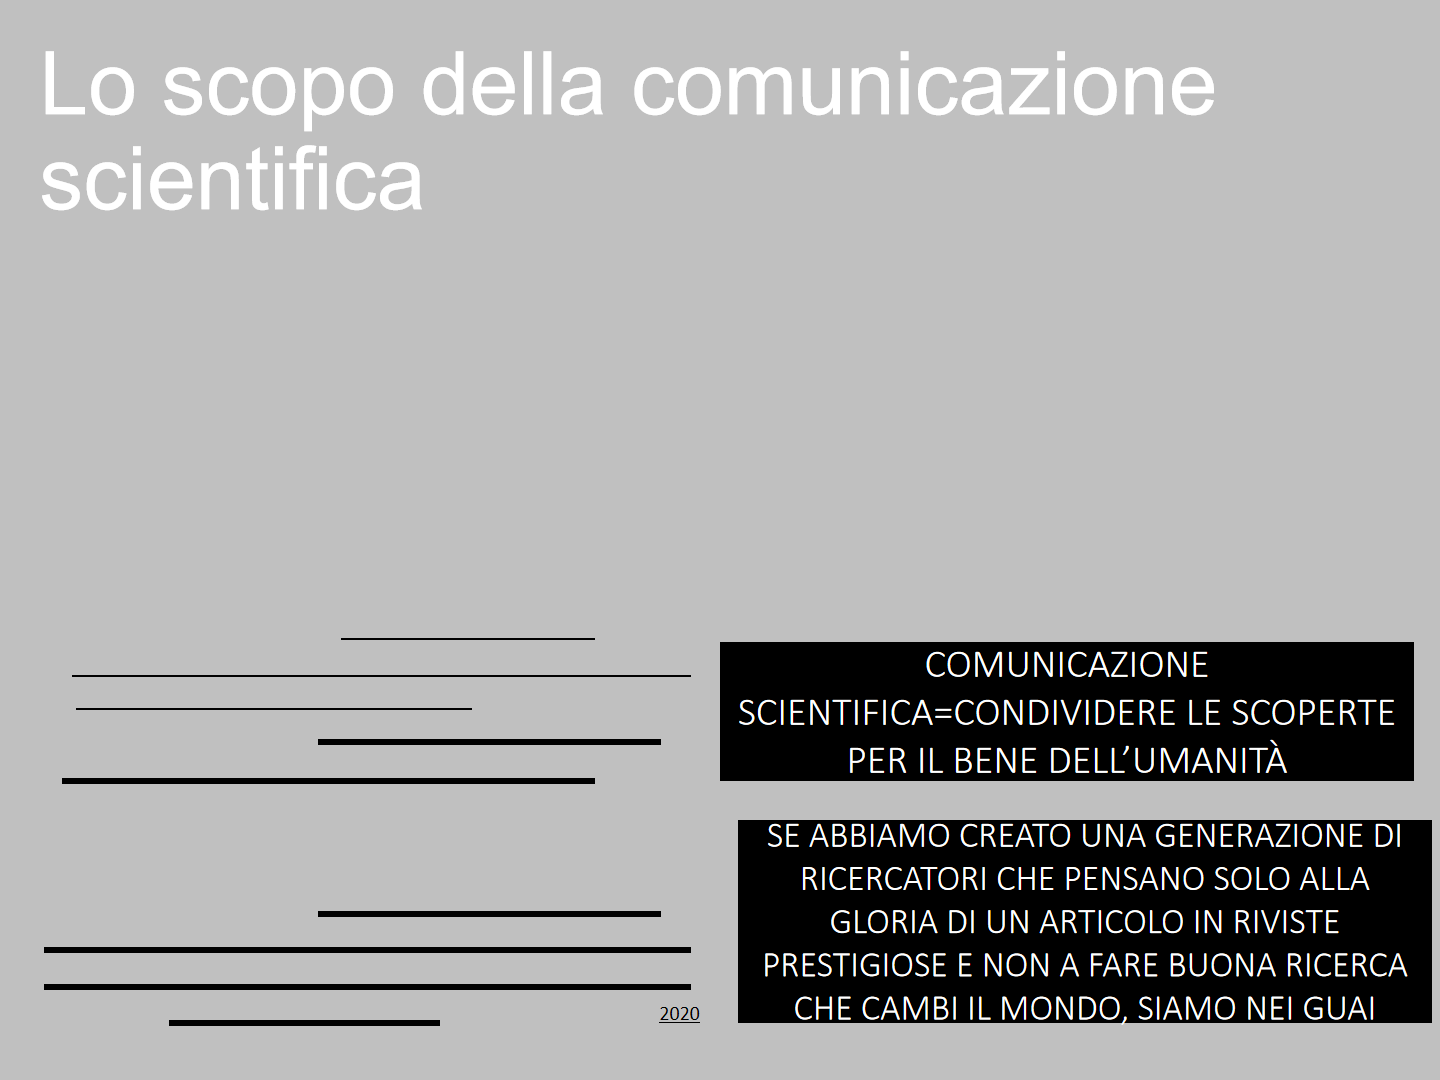 Lo scopo della comunicazione
scientifica
COMUNICAZIONE
SCIENTIFICA=CONDIVIDERE LE SCOPERTE
PER IL BENE DELL’UMANITÀ
SE ABBIAMO CREATO UNA GENERAZIONE DI
RICERCATORI CHE PENSANO SOLO ALLA
GLORIA DI UN ARTICOLO IN RIVISTE
PRESTIGIOSE E NON A FARE BUONA RICERCA
CHE CAMBI IL MONDO, SIAMO NEI GUAI
2020